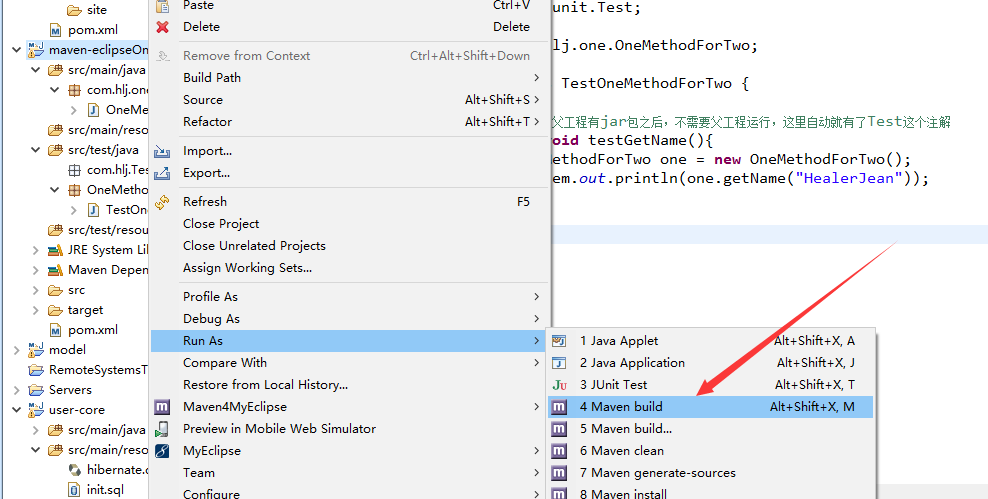 site
pom.xml
maven-eclipseOn
src/main/java
com.hlj.one
OneMe
src/main/reso
src/test/java
com.hlj.Tes
OneMetho
TestOne
src/test/resou
JRE System Lib
Maven Depen
src
target
pom.xml
model
RemoteSystemsT
Servers
user-core
src/main/java
src/main/reso
hibernate.c
init.sql
Paste Ctrl+V
Delete Delete
Remove from Context Ctrl+Alt+Shift+Down
Build Path
Source Alt+Shift+S
Refactor Alt+Shift+T
Import...
Export...
Refresh F5
Close Project
Close Unrelated Projects
Assign Working Sets...
Profile As
Debug As
Run As
Compare With
Restore from Local History...
Maven4MyEclipse
Preview in Mobile Web Simulator
MyEclipse
Team
Configure
1 Java Applet Alt+Shift+X, A
2 Java Application Alt+Shift+X, J
3 JUnit Test Alt+Shift+X, T
4 Maven build Alt+Shift+X, M
5 Maven build...
6 Maven clean
7 Maven generate-sources
8 Maven install
unit.Test;
lj.one.OneMethodForTwo;
TestOneMethodForTwo {
父工程有jar包之后，不需要父工程运行，这里自动就有了Test这个注解
oid testGetName(){
ethodForTwo one = new OneMethodForTwo();
em.out.println(one.getName("HealerJean"));